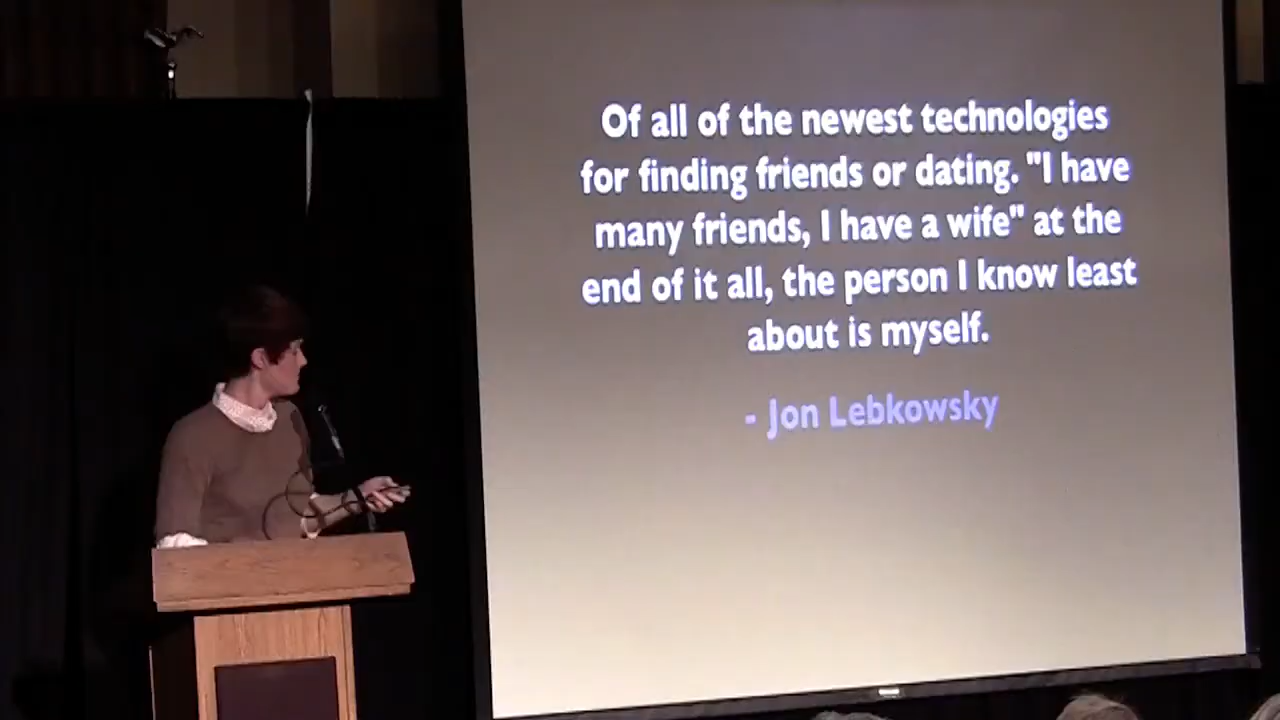 Of all of the newest technologies
for finding friends or dating. "I have
many friends, I have a wife" at the
end of it all, the person I know least
about is myself.
- Jon Lebkowsky